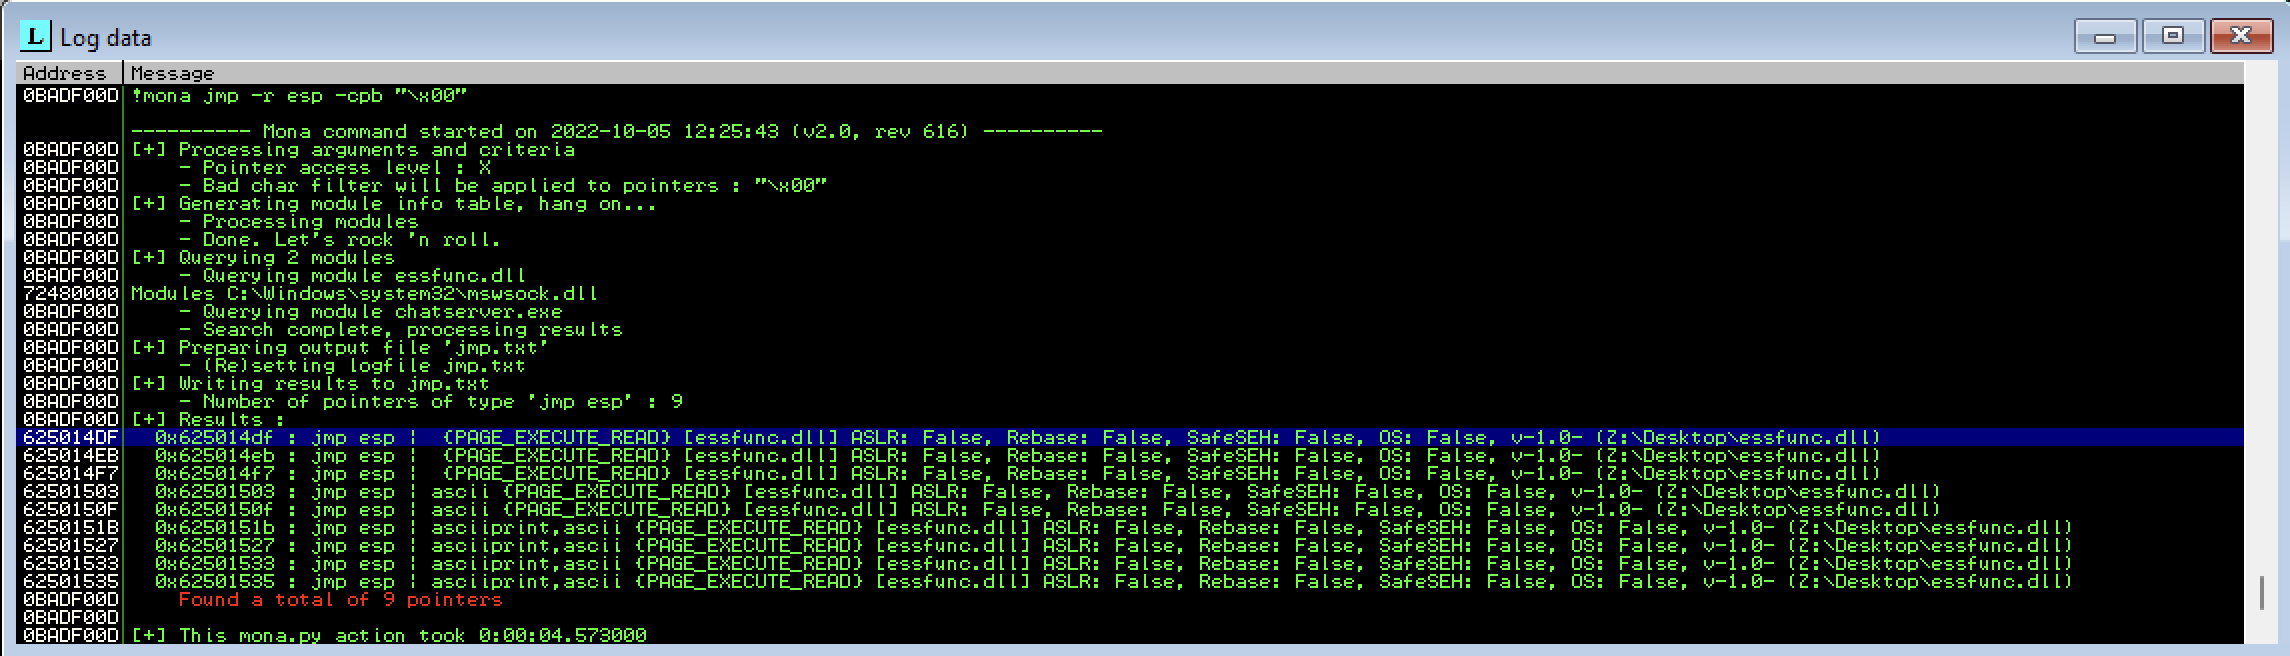 L Log data
Address Message
0BADF00D !mona jmp -r esp -cpb "\x00"
---------- Mona command started on 2022-10-05 12:25:43 (v2.0, rev 616) ----------
0BADF00D [+] Processing arguments and criteria
0BADF00D - Pointer access level : X
0BADF00D - Bad char filter will be applied to pointers : "\x00"
0BADF00D [+] Generating module info table, hang on...
0BADF00D - Processing modules
0BADF00D - Done. Let's rock 'n roll.
0BADF00D [+] Querying 2 modules
0BADF00D - Querying module essfunc.dll
72480000 Modules C:\Windows\system32\mswsock.dll
0BADF00D - Querying module chatserver.exe
0BADF00D - Search complete, processing results
0BADF00D [+] Preparing output file 'jmp.txt'
0BADF00D - (Re)setting logfile jmp.txt
0BADF00D [+] Writing results to jmp.txt
0BADF00D - Number of pointers of type 'jmp esp' : 9
0BADF00D [+] Results :
625014DF 0x625014df : jmp esp | {PAGE_EXECUTE_READ} [essfunc.dll] ASLR: False, Rebase: False, SafeSEH: False, OS: False, v-1.0- (Z:\Desktop\essfunc.dll)
625014EB 0x625014eb : jmp esp | {PAGE_EXECUTE_READ} [essfunc.dll] ASLR: False, Rebase: False, SafeSEH: False, OS: False, v-1.0- (Z:\Desktop\essfunc.dll)
625014F7 0x625014f7 : jmp esp | {PAGE_EXECUTE_READ} [essfunc.dll] ASLR: False, Rebase: False, SafeSEH: False, OS: False, v-1.0- (Z:\Desktop\essfunc.dll)
62501503 0x62501503 : jmp esp | ascii {PAGE_EXECUTE_READ} [essfunc.dll] ASLR: False, Rebase: False, SafeSEH: False, OS: False, v-1.0- (Z:\Desktop\essfunc.dll)
6250150F 0x6250150f : jmp esp | ascii {PAGE_EXECUTE_READ} [essfunc.dll] ASLR: False, Rebase: False, SafeSEH: False, OS: False, v-1.0- (Z:\Desktop\essfunc.dll)
6250151B 0x6250151b : jmp esp | asciiprint,ascii {PAGE_EXECUTE_READ} [essfunc.dll] ASLR: False, Rebase: False, SafeSEH: False, OS: False, v-1.0- (Z:\Desktop\essfunc.dll)
62501527 0x62501527 : jmp esp | asciiprint,ascii {PAGE_EXECUTE_READ} [essfunc.dll] ASLR: False, Rebase: False, SafeSEH: False, OS: False, v-1.0- (Z:\Desktop\essfunc.dll)
62501533 0x62501533 : jmp esp | asciiprint,ascii {PAGE_EXECUTE_READ} [essfunc.dll] ASLR: False, Rebase: False, SafeSEH: False, OS: False, v-1.0- (Z:\Desktop\essfunc.dll)
62501535 0x62501535 : jmp esp | asciiprint,ascii {PAGE_EXECUTE_READ} [essfunc.dll] ASLR: False, Rebase: False, SafeSEH: False, OS: False, v-1.0- (Z:\Desktop\essfunc.dll)
0BADF00D Found a total of 9 pointers
0BADF00D
0BADF00D [+] This mona.py action took 0:00:04.573000